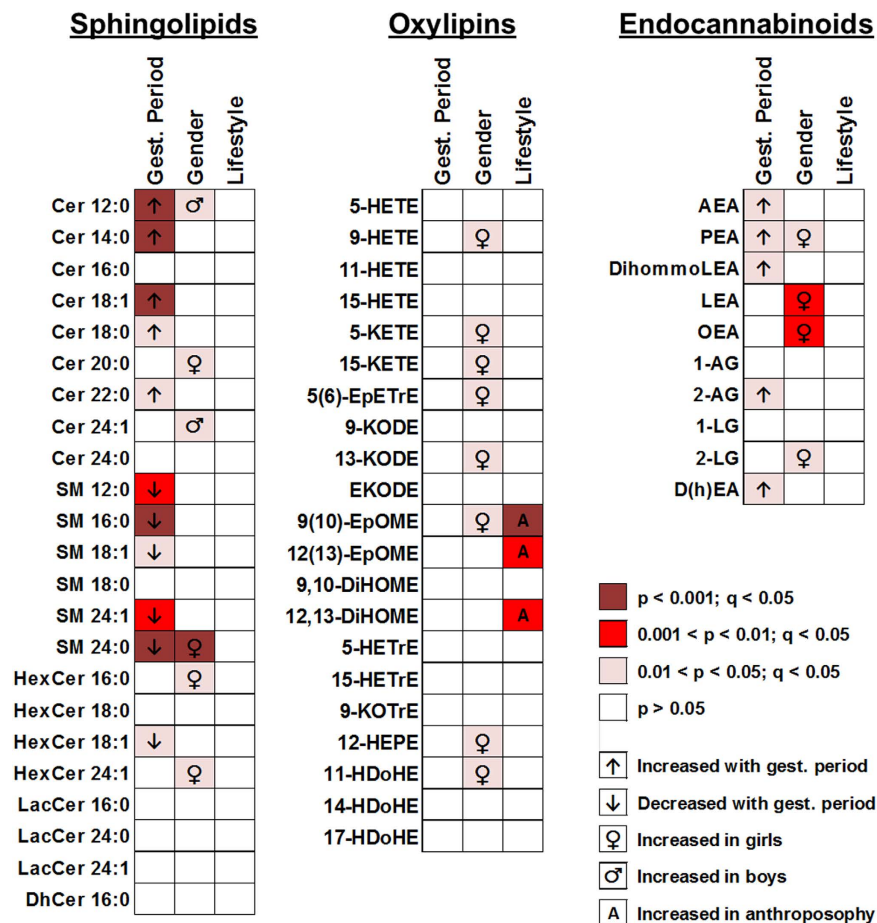 Sphingolipids
Gest. Period
Gender
Lifestyle
Cer 12:0 ↑ ♂
Cer 14:0 ↑
Cer 16:0
Cer 18:1 ↑
Cer 18:0 ↑
Cer 20:0 ♀
Cer 22:0 ↑
Cer 24:1 ♂
Cer 24:0
SM 12:0 ↓
SM 16:0 ↓
SM 18:1 ↓
SM 18:0
SM 24:1 ↓
SM 24:0 ↓ ♀
HexCer 16:0 ♀
HexCer 18:0
HexCer 18:1 ↓
HexCer 24:1 ♀
LacCer 16:0
LacCer 24:0
LacCer 24:1
DhCer 16:0
Oxylipins
Gest. Period
Gender
Lifestyle
5-HETE
9-HETE ♀
11-HETE
15-HETE
5-KETE ♀
15-KETE ♀
5(6)-EpETrE ♀
9-KODE
13-KODE ♀
EKODE
9(10)-EpOME ♀ A
12(13)-EpOME A
9,10-DiHOME
12,13-DiHOME A
5-HETrE
15-HETrE
9-KOTrE
12-HEPE ♀
11-HDoHE ♀
14-HDoHE
17-HDoHE
Endocannabinoids
Gest. Period
Gender
Lifestyle
AEA ↑
PEA ↑ ♀
DihommoLEA ↑
LEA ♀
OEA ♀
1-AG
2-AG ↑
1-LG
2-LG ♀
D(h)EA ↑
p < 0.001; q < 0.05
0.001 < p < 0.01; q < 0.05
0.01 < p < 0.05; q < 0.05
p > 0.05
↑ Increased with gest. period
↓ Decreased with gest. period
♀ Increased in girls
♂ Increased in boys
A Increased in anthroposophy